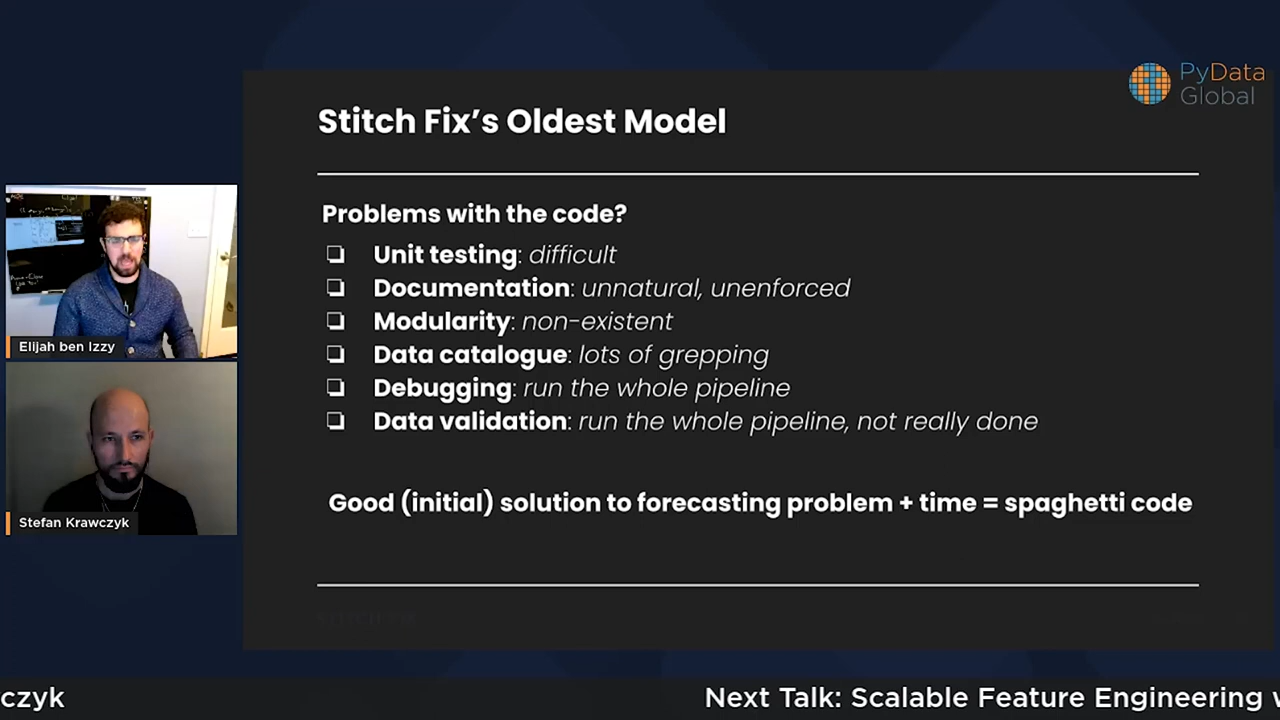 PyData
Global
Stitch Fix's Oldest Model
Problems with the code?
❏ Unit testing: difficult
❏ Documentation: unnatural, unenforced
❏ Modularity: non-existent
❏ Data catalogue: lots of grepping
❏ Debugging: run the whole pipeline
❏ Data validation: run the whole pipeline, not really done
Good (initial) solution to forecasting problem + time = spaghetti code
Elijah ben Izzy
Stefan Krawczyk
czyk
Next Talk: Scalable Feature Engineering